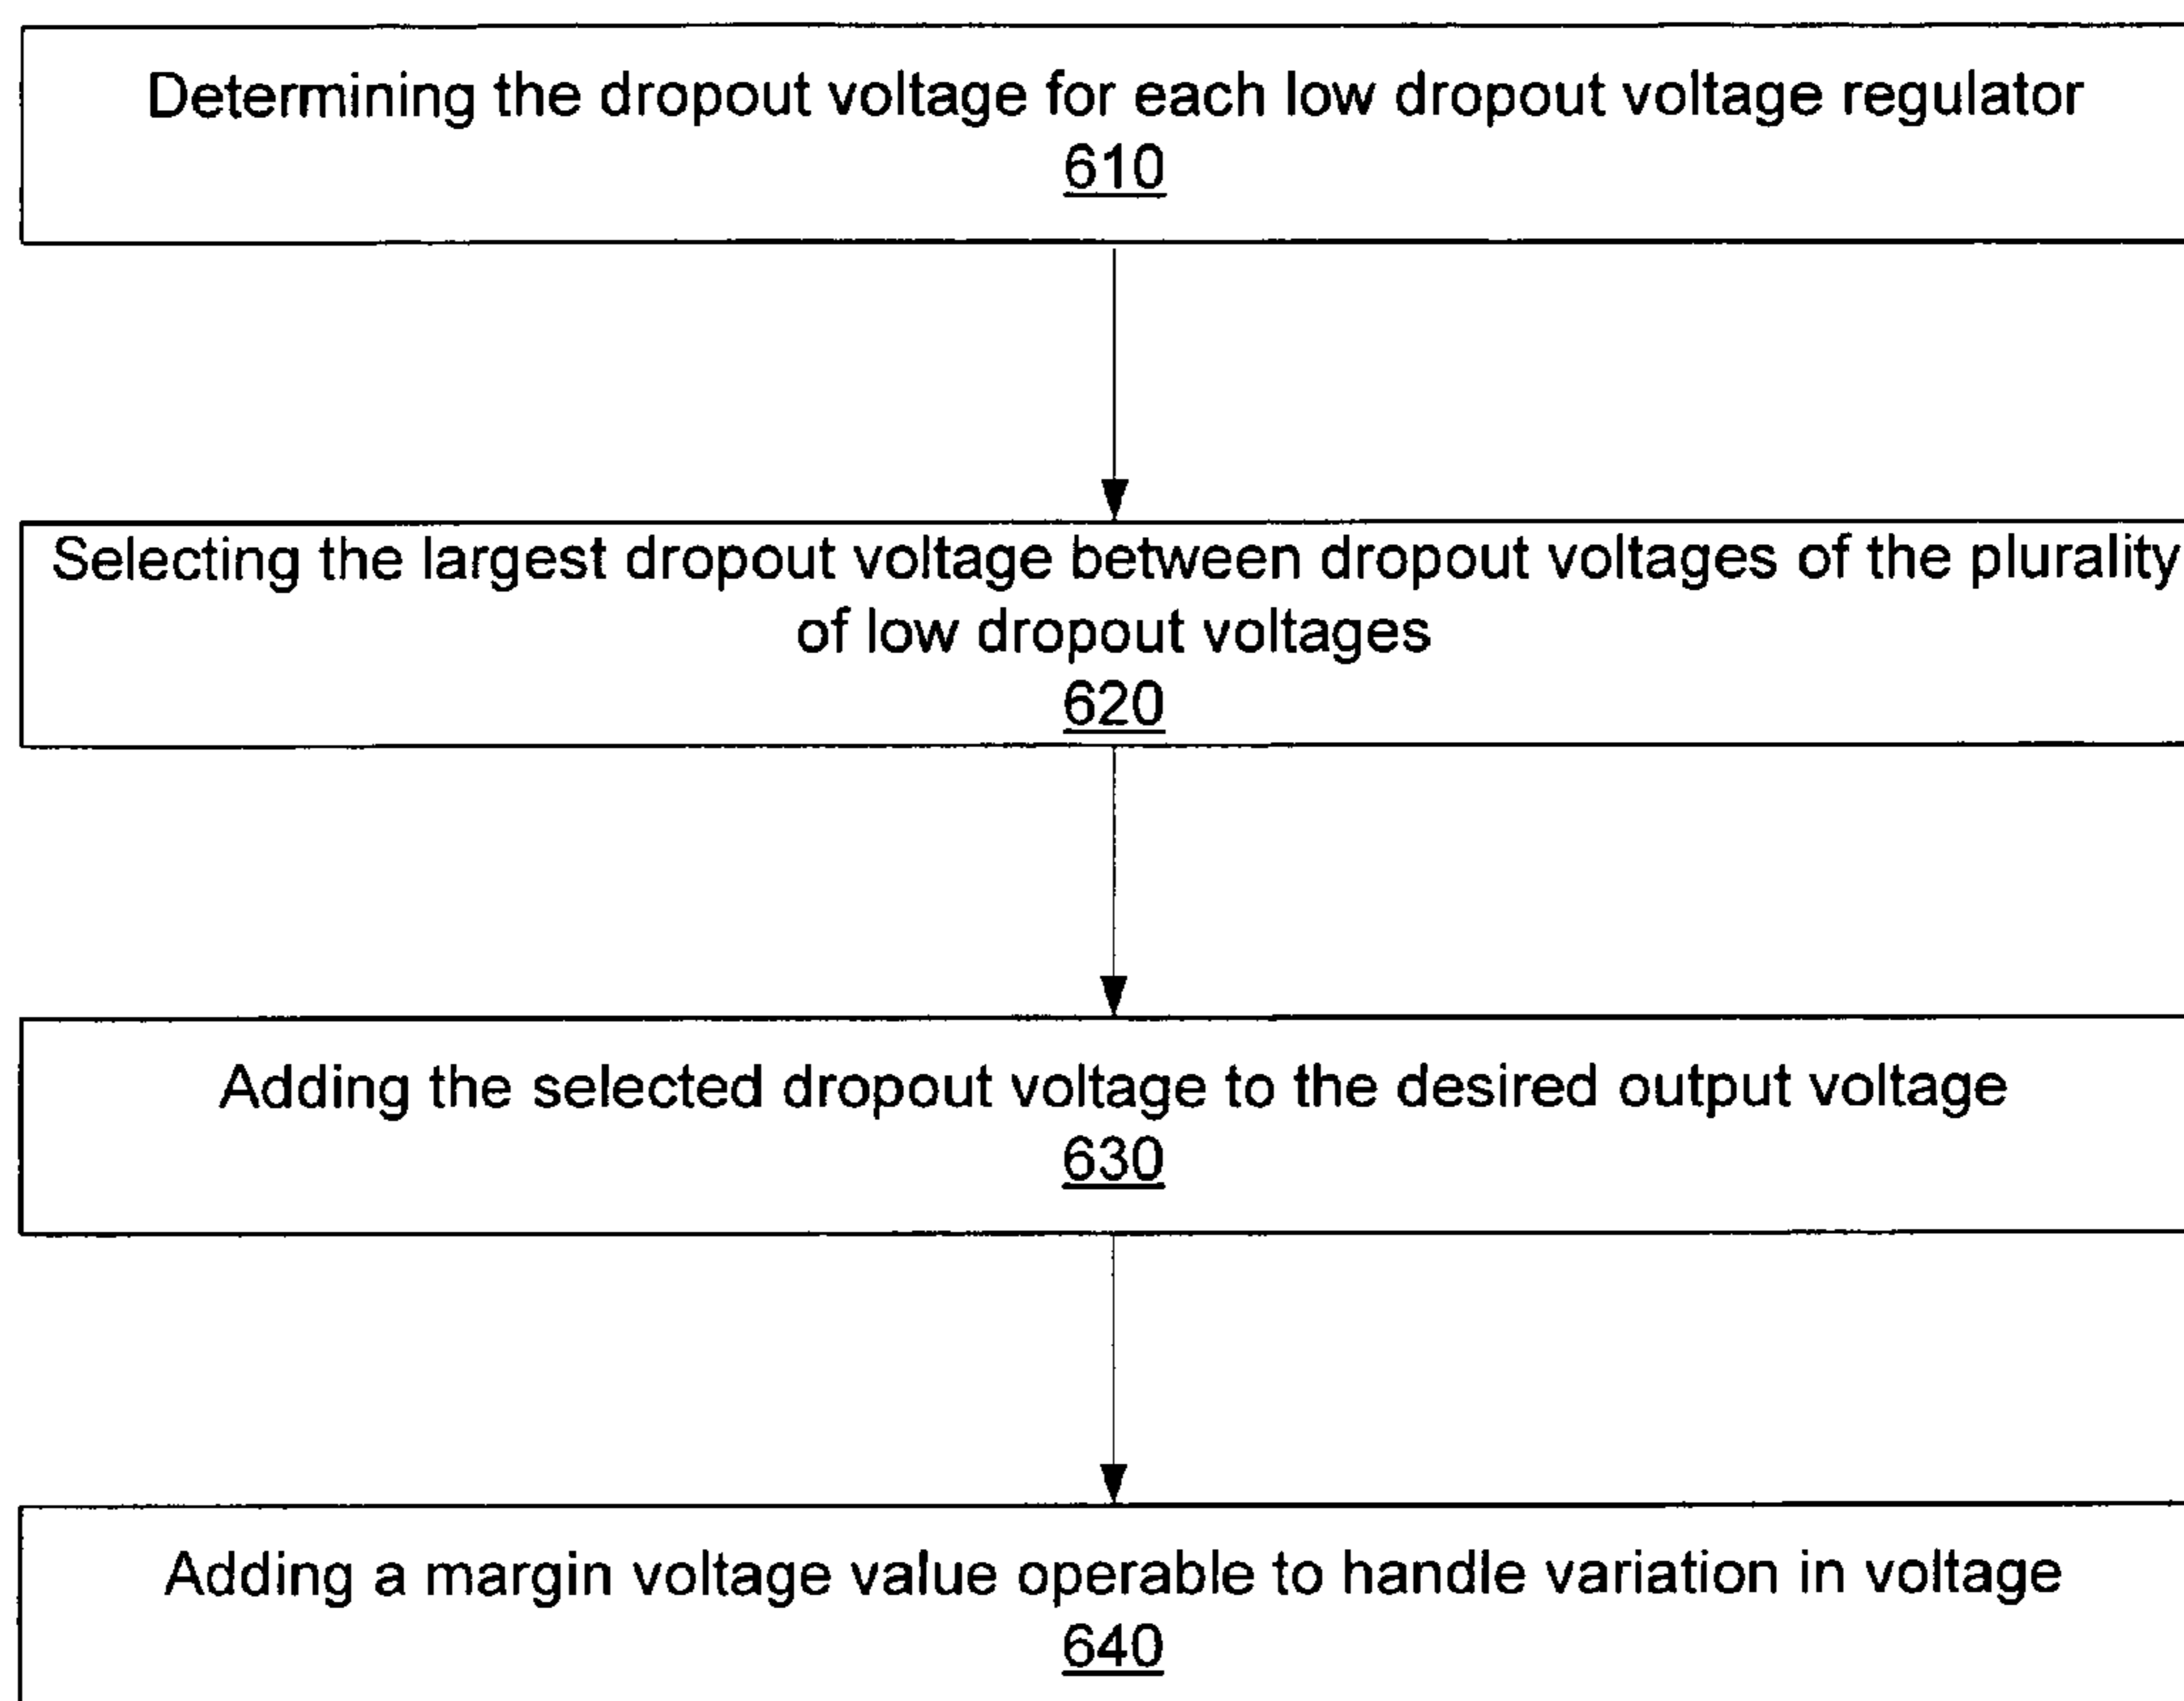 Determining the dropout voltage for each low dropout voltage regulator
610
Selecting the largest dropout voltage between dropout voltages of the plurality
of low dropout voltages
620
Adding the selected dropout voltage to the desired output voltage
630
Adding a margin voltage value operable to handle variation in voltage
640